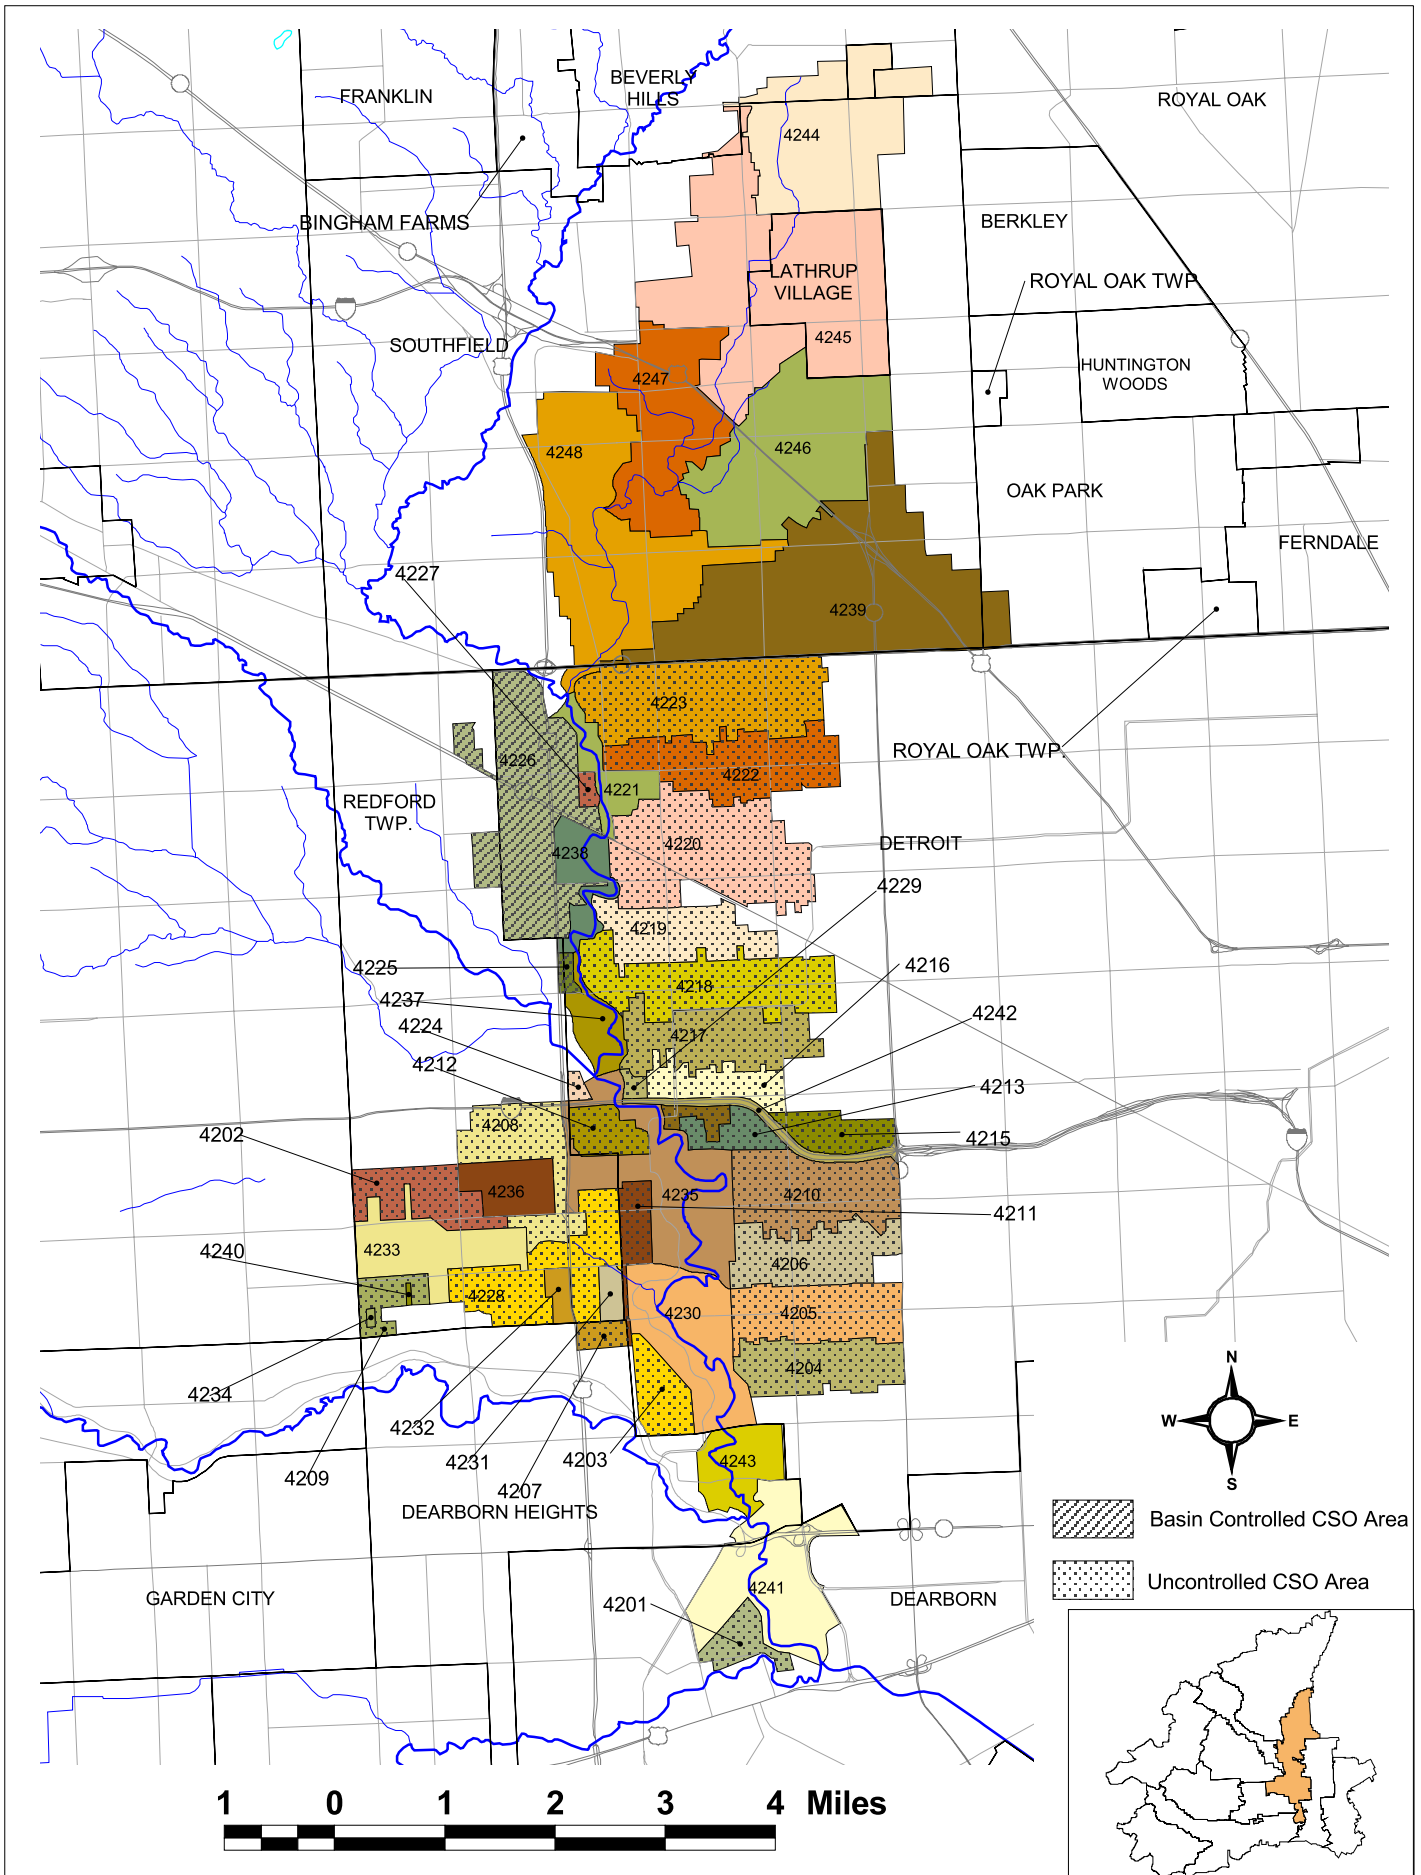 FRANKLIN
BEVERLY
HILLS
ROYAL OAK
4244
BINGHAM FARMS
BERKLEY
LATHRUP
VILLAGE
ROYAL OAK TWP.
SOUTHFIELD
4245
HUNTINGTON
WOODS
4247
4248
4246
OAK PARK
FERNDALE
4227
4239
4223
ROYAL OAK TWP.
4226
4222
4221
REDFORD
TWP.
4220
DETROIT
4238
4229
4219
4225
4216
4218
4237
4242
4224
4217
4212
4213
4202
4208
4215
4236
4235
4210
4211
4240
4233
4206
4228
4230
4205
4204
4234
4232
4231
4203
4243
4209
4207
DEARBORN HEIGHTS
N
W
E
S
Basin Controlled CSO Area
Uncontrolled CSO Area
GARDEN CITY
4201
4241
DEARBORN
1 0 1 2 3 4 Miles